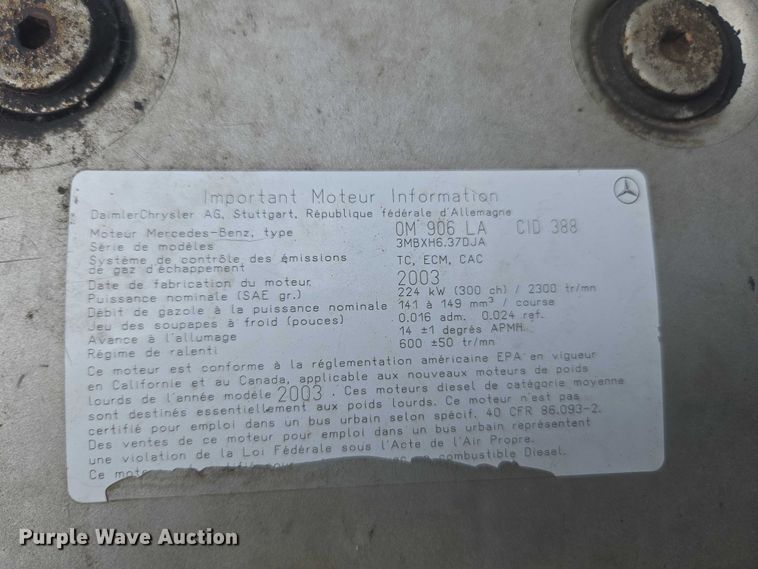 Important Moteur Information
DaimlerChrysler AG, Stuttgart, République fédérale d'Allemagne
Moteur Mercedes-Benz, type OM 906 LA CID 388
Série de modèles 3MBXH6.37DJA
Système de contrôle des émissions
de gaz d'échappement TC, ECM, CAC
Date de fabrication du moteur 2003
Puissance nominale (SAE gr.) 224 kW (300 ch) / 2300 tr/mn
Débit de gazole à la puissance nominale 141 à 149 mm³ / course
Jeu des soupapes à froid (pouces) 0.016 adm. 0.024 ref.
Avance à l'allumage 14 ±1 degrés APMH
Régime de ralenti 600 ±50 tr/mn
Ce moteur est conforme à la réglementation américaine EPA en vigueur
en Californie et au Canada, applicable aux nouveaux moteurs de poids
lourds de l'année modèle 2003 . Ces moteurs diesel de catégorie moyenne
sont destinés essentiellement aux poids lourds. Ce moteur n'est pas
certifié pour emploi dans un bus urbain selon spécif. 40 CFR 86.093-2.
Des ventes de ce moteur pour emploi dans un bus urbain représentent
une violation de la Loi Fédérale sous l'Acte de l'Air Propre.
Ce combustible Diesel.
Purple Wave Auction